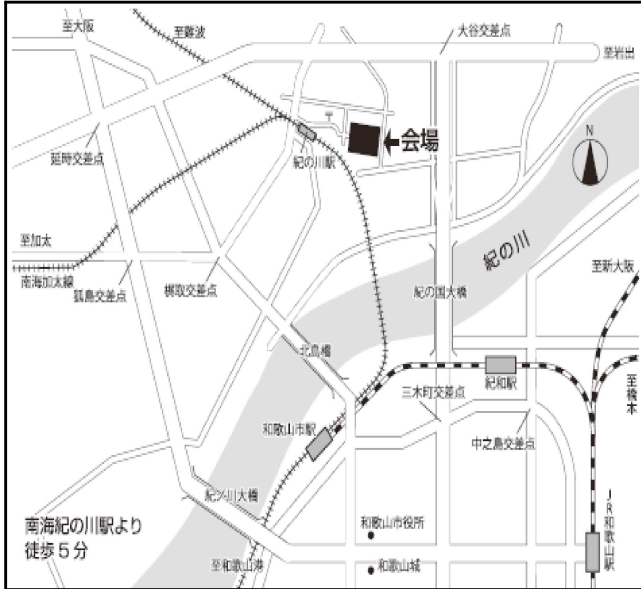 至大阪
至難波
大谷交差点
至岩出
〒
会場
N
延時交差点
紀の川駅
紀の川
至加太
南海加太線
狐島交差点
梶取交差点
紀の国大橋
至新大阪
北島橋
紀和駅
至橋本
三木町交差点
和歌山市駅
中之島交差点
紀ノ川大橋
JR和歌山駅
南海紀の川駅より
徒歩5分
和歌山市役所
至和歌山港
和歌山城